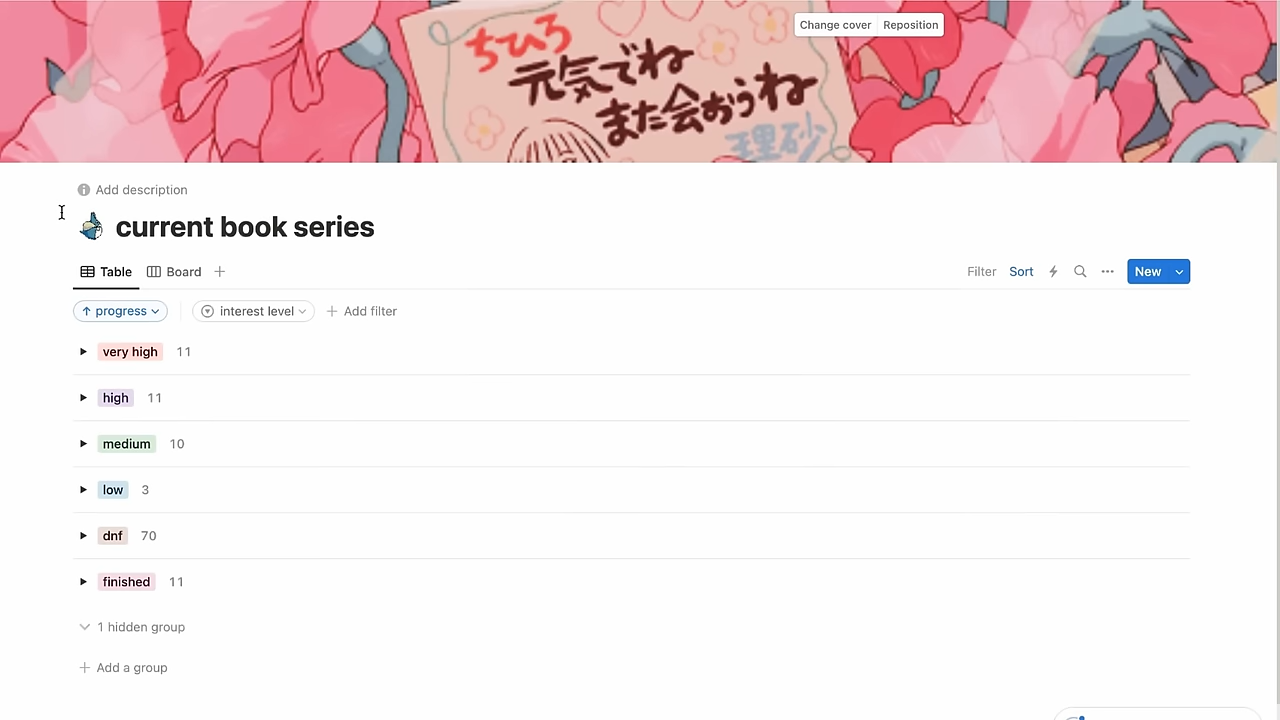 ちひろ
元気でね
また会おうね
理砂
Change cover Reposition
Add description
current book series
Table Board
Filter Sort New
progress interest level Add filter
very high 11
high 11
medium 10
low 3
dnf 70
finished 11
1 hidden group
Add a group